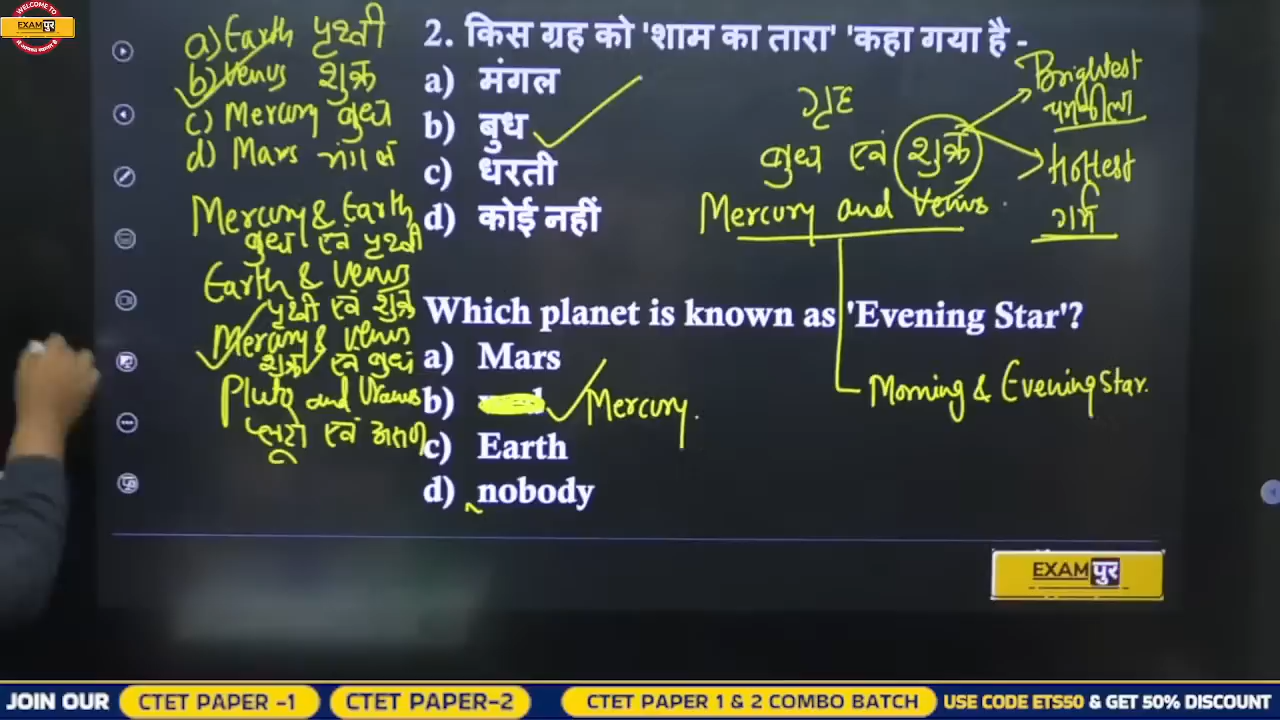 WELCOME TO
EXAMपुर
a) Earth पृथ्वी
b) Venus शुक्र
c) Mercury बुध
d) Mars मंगल
Mercury & Earth
बुध एवं पृथ्वी
Earth & Venus
पृथ्वी एवं शुक्र
Mercury & Venus
शुक्र एवं बुध
Pluto and Uranus
प्लूटो एवं अरुण
2. किस ग्रह को 'शाम का तारा' 'कहा गया है -
a) मंगल
b) बुध
c) धरती
d) कोई नहीं
ग्रह
बुध एवं शुक्र
Mercury and Venus
Brightest
चमकीला
Hottest
गर्म
Morning & Evening Star.
Which planet is known as 'Evening Star'?
a) Mars
b) Mercury.
c) Earth
d) nobody
EXAMपुर
JOIN OUR CTET PAPER -1 CTET PAPER-2 CTET PAPER 1 & 2 COMBO BATCH USE CODE ETS50 & GET 50% DISCOUNT